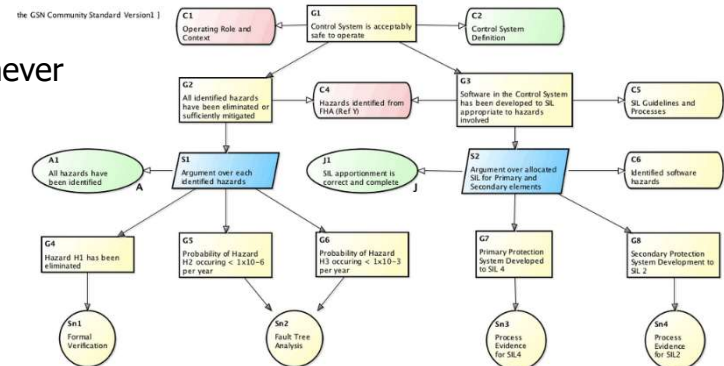 the GSN Community Standard Version1 ]
never
C1
Operating Role and
Context
G1
Control System is acceptably
safe to operate
C2
Control System
Definition
G2
All identified hazards
have been eliminated or
sufficiently mitigated
C4
Hazards identified from
FHA (Ref Y)
G3
Software in the Control System
has been developed to SIL
appropriate to hazards
involved
C5
SIL Guidelines and
Processes
A1
All hazards have
been identified
A
S1
Argument over each
identified hazards
J1
SIL apportionment is
correct and complete
J
S2
Argument over allocated
SIL for Primary and
Secondary elements
C6
Identified software
hazards
G4
Hazard H1 has been
eliminated
G5
Probability of Hazard
H2 occuring < 1x10-6
per year
G6
Probability of Hazard
H3 occuring < 1x10-3
per year
G7
Primary Protection
System Developed
to SIL 4
G8
Secondary Protection
System Development to
SIL 2
Sn1
Formal
Verification
Sn2
Fault Tree
Analysis
Sn3
Process
Evidence
for SIL4
Sn4
Process
Evidence
for SIL2